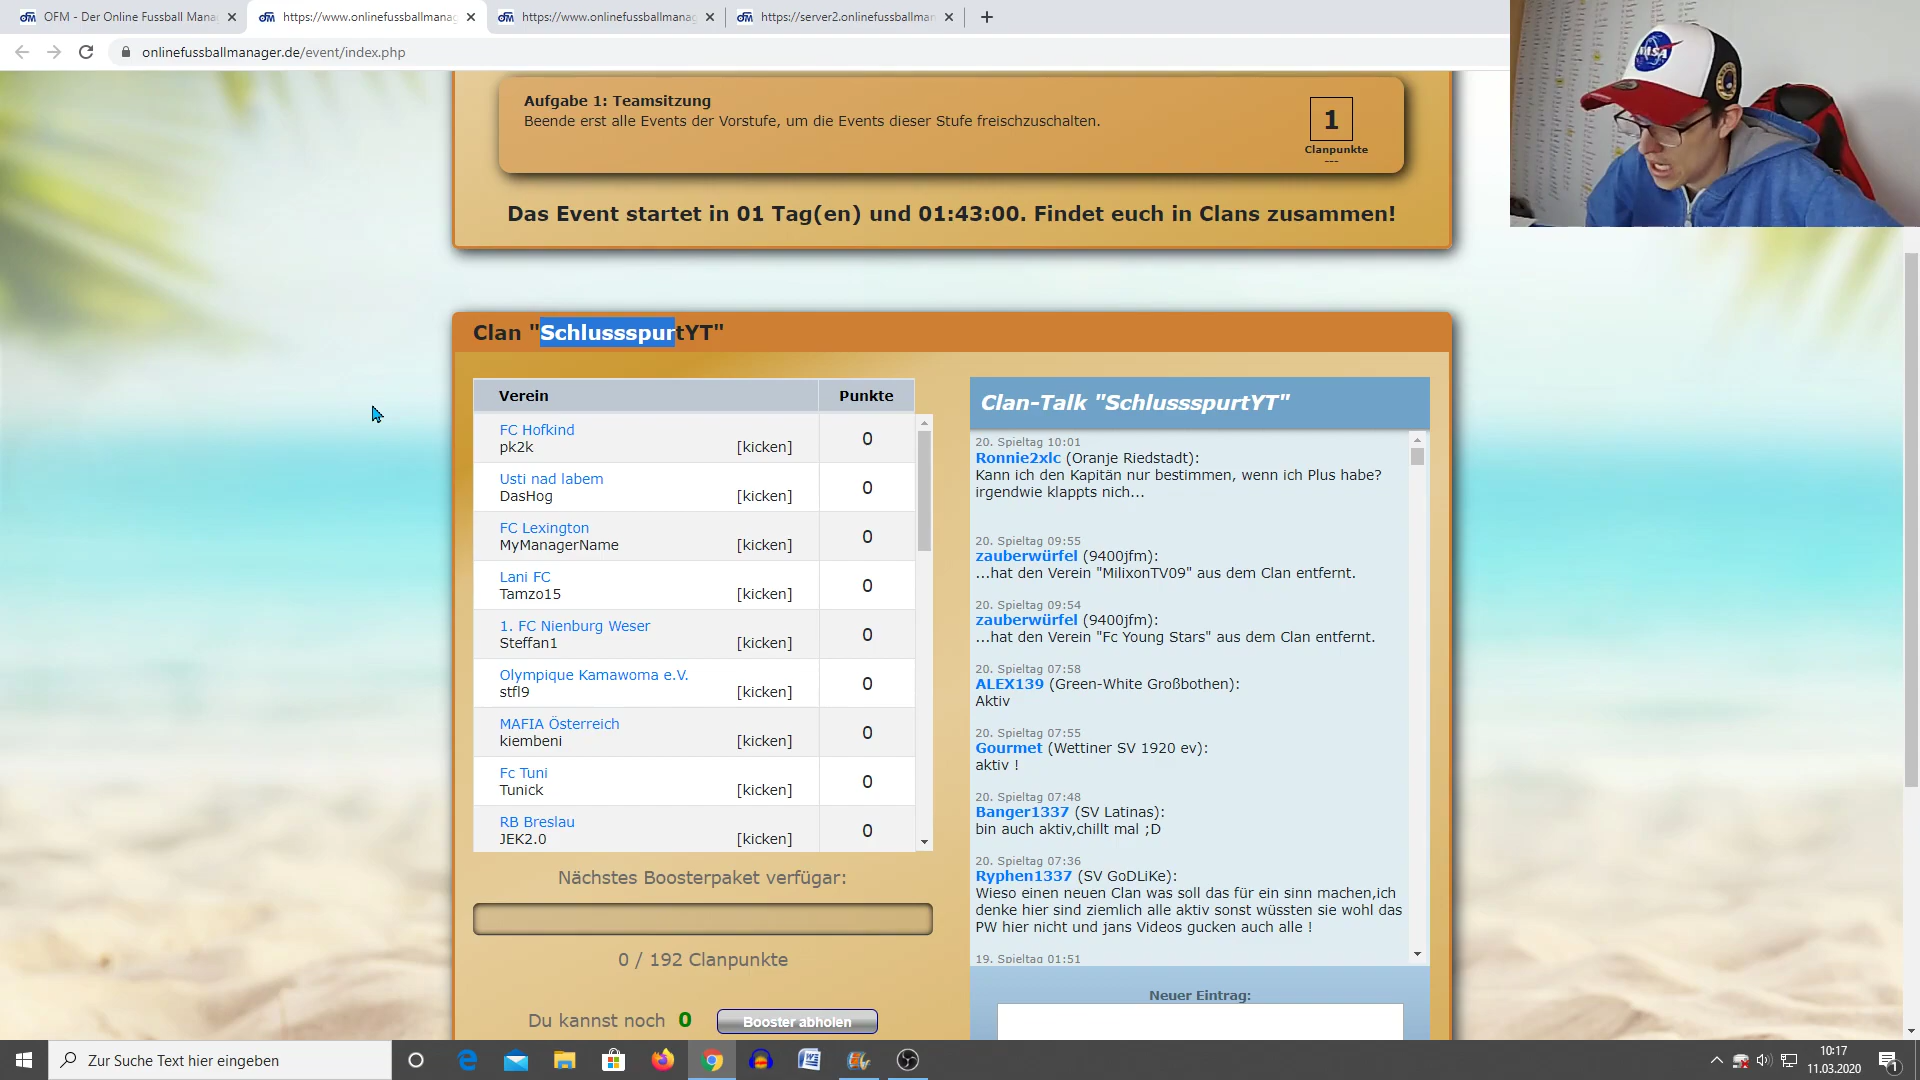 OFM - Der Online Fussball Mana
https://www.onlinefussballmanag
https://www.onlinefussballmanag
https://server2.onlinefussballman
onlinefussballmanager.de/event/index.php
NASA
Aufgabe 1: Teamsitzung
Beende erst alle Events der Vorstufe, um die Events dieser Stufe freischzuschalten.
1
Clanpunkte
---
Das Event startet in 01 Tag(en) und 01:43:00. Findet euch in Clans zusammen!
Clan "SchlussspurtYT"
Verein Punkte
FC Hofkind
pk2k [kicken] 0
Usti nad labem
DasHog [kicken] 0
FC Lexington
MyManagerName [kicken] 0
Lani FC
Tamzo15 [kicken] 0
1. FC Nienburg Weser
Steffan1 [kicken] 0
Olympique Kamawoma e.V.
stfl9 [kicken] 0
MAFIA Österreich
kiembeni [kicken] 0
Fc Tuni
Tunick [kicken] 0
RB Breslau
JEK2.0 [kicken] 0
Nächstes Boosterpaket verfügar:
0 / 192 Clanpunkte
Du kannst noch 0 Booster abholen
Clan-Talk "SchlussspurtYT"
20. Spieltag 10:01
Ronnie2xlc (Oranje Riedstadt):
Kann ich den Kapitän nur bestimmen, wenn ich Plus habe?
irgendwie klappts nich...
20. Spieltag 09:55
zauberwürfel (9400jfm):
...hat den Verein "MilixonTV09" aus dem Clan entfernt.
20. Spieltag 09:54
zauberwürfel (9400jfm):
...hat den Verein "Fc Young Stars" aus dem Clan entfernt.
20. Spieltag 07:58
ALEX139 (Green-White Großbothen):
Aktiv
20. Spieltag 07:55
Gourmet (Wettiner SV 1920 ev):
aktiv !
20. Spieltag 07:48
Banger1337 (SV Latinas):
bin auch aktiv,chillt mal ;D
20. Spieltag 07:36
Ryphen1337 (SV GoDLiKe):
Wieso einen neuen Clan was soll das für ein sinn machen,ich
denke hier sind ziemlich alle aktiv sonst wüssten sie wohl das
PW hier nicht und jans Videos gucken auch alle !
19. Spieltag 01:51
Neuer Eintrag:
Zur Suche Text hier eingeben
10:17
11.03.2020
1